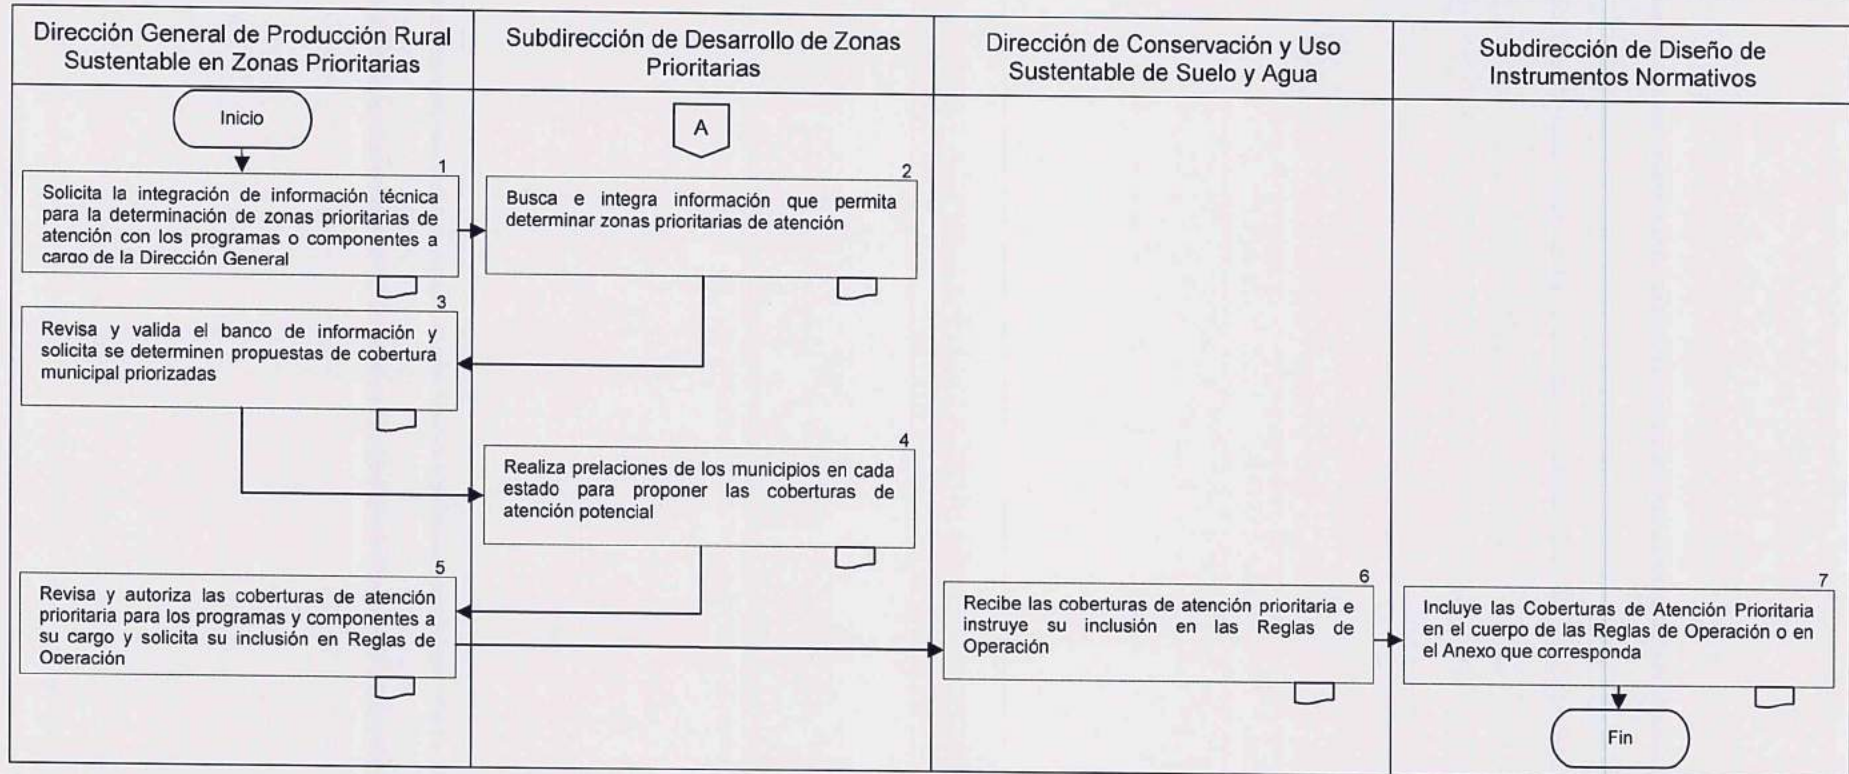 Dirección General de Producción Rural
Sustentable en Zonas Prioritarias
Subdirección de Desarrollo de Zonas
Prioritarias
Dirección de Conservación y Uso
Sustentable de Suelo y Agua
Subdirección de Diseño de
Instrumentos Normativos
Inicio
A
1
Solicita la integración de información técnica
para la determinación de zonas prioritarias de
atención con los programas o componentes a
cargo de la Dirección General
2
Busca e integra información que permita
determinar zonas prioritarias de atención
3
Revisa y valida el banco de información y
solicita se determinen propuestas de cobertura
municipal priorizadas
4
Realiza prelaciones de los municipios en cada
estado para proponer las coberturas de
atención potencial
5
Revisa y autoriza las coberturas de atención
prioritaria para los programas y componentes a
su cargo y solicita su inclusión en Reglas de
Operación
6
Recibe las coberturas de atención prioritaria e
instruye su inclusión en las Reglas de
Operación
7
Incluye las Coberturas de Atención Prioritaria
en el cuerpo de las Reglas de Operación o en
el Anexo que corresponda
Fin